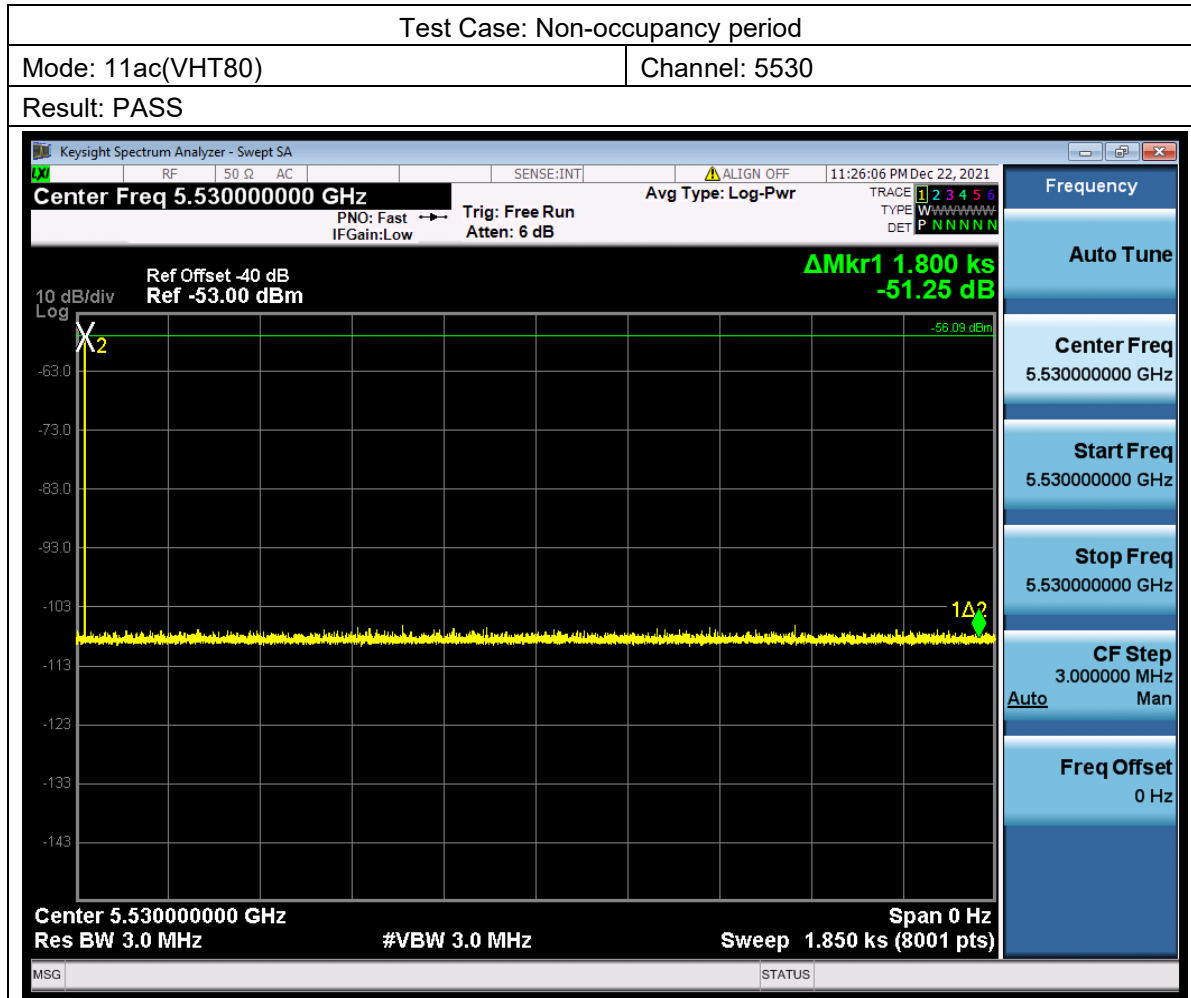 Test Case: Non-occupancy period
Mode: 11ac(VHT80) Channel: 5530
Result: PASS
Keysight Spectrum Analyzer - Swept SA
LXI RF 50 Ω AC SENSE:INT ALIGN OFF 11:26:06 PM Dec 22, 2021
Center Freq 5.530000000 GHz
PNO: Fast
IFGain:Low
Trig: Free Run
Atten: 6 dB
Avg Type: Log-Pwr
TRACE 1 2 3 4 5 6
TYPE WWWWWWW
DET P N N N N N
Frequency
ΔMkr1 1.800 ks
-51.25 dB
Ref Offset -40 dB
10 dB/div Ref -53.00 dBm
Log
-56.09 dBm
2
-63.0
-73.0
-83.0
-93.0
-103
1Δ2
-113
-123
-133
-143
Center 5.530000000 GHz Span 0 Hz
Res BW 3.0 MHz #VBW 3.0 MHz Sweep 1.850 ks (8001 pts)
Auto Tune
Center Freq
5.530000000 GHz
Start Freq
5.530000000 GHz
Stop Freq
5.530000000 GHz
CF Step
3.000000 MHz
Auto Man
Freq Offset
0 Hz
MSG STATUS